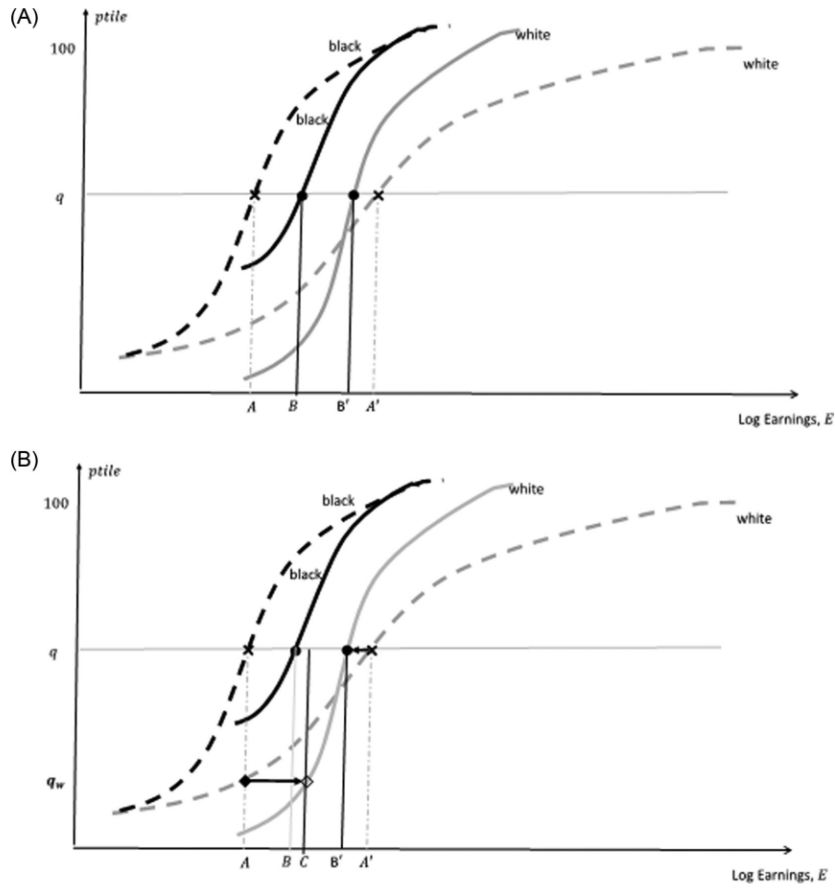 (A)
ptile
100
black
white
white
black
q
A B B' A'
Log Earnings, E
(B)
ptile
100
black
white
white
black
q
q_w
A B C B' A'
Log Earnings, E